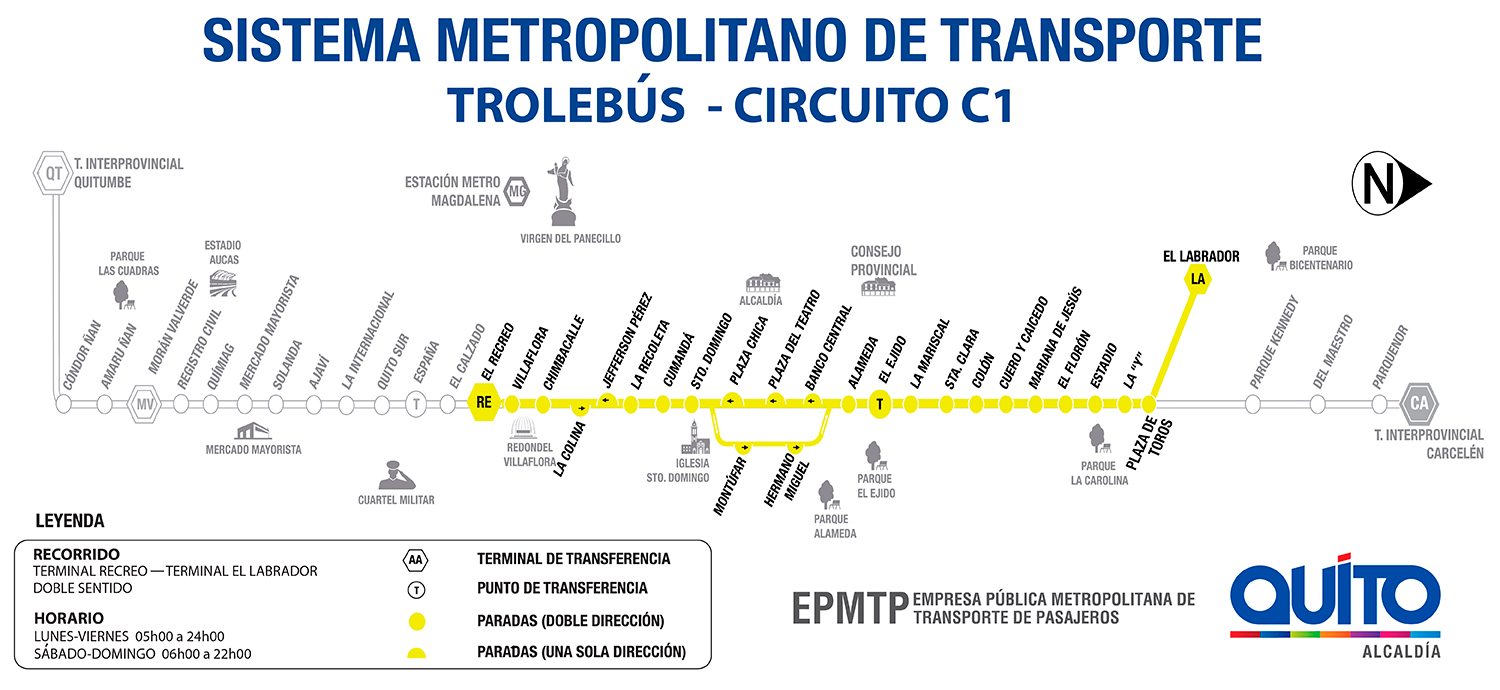 SISTEMA METROPOLITANO DE TRANSPORTE
TROLEBÚS - CIRCUITO C1
QT
T. INTERPROVINCIAL
QUITUMBE
ESTACIÓN METRO
MAGDALENA
MG
VIRGEN DEL PANECILLO
N
PARQUE
LAS CUADRAS
ESTADIO
AUCAS
ALCALDÍA
CONSEJO
PROVINCIAL
EL LABRADOR
LA
PARQUE
BICENTENARIO
CÓNDOR ÑAN
AMARU ÑAN
MORÁN VALVERDE
REGISTRO CIVIL
QUÍMIAG
MERCADO MAYORISTA
SOLANDA
AJAVÍ
LA INTERNACIONAL
QUITO SUR
ESPAÑA
EL CALZADO
EL RECREO
VILLAFLORA
CHIMBACALLE
JEFFERSON PÉREZ
LA RECOLETA
CUMANDÁ
STO. DOMINGO
PLAZA CHICA
PLAZA DEL TEATRO
BANCO CENTRAL
ALAMEDA
EL EJIDO
LA MARISCAL
STA. CLARA
COLÓN
CUERO Y CAICEDO
MARIANA DE JESÚS
EL FLORÓN
ESTADIO
LA “Y”
PARQUE KENNEDY
DEL MAESTRO
PARQUENOR
MV
T
RE
T
CA
MERCADO MAYORISTA
CUARTEL MILITAR
REDONDEL
VILLAFLORA
LA COLINA
IGLESIA
STO. DOMINGO
MONTÚFAR
HERMANO
MIGUEL
PARQUE
ALAMEDA
PARQUE
EL EJIDO
PARQUE
LA CAROLINA
PLAZA DE
TOROS
T. INTERPROVINCIAL
CARCELÉN
LEYENDA
RECORRIDO
TERMINAL RECREO — TERMINAL EL LABRADOR
DOBLE SENTIDO
HORARIO
LUNES-VIERNES 05h00 a 24h00
SÁBADO-DOMINGO 06h00 a 22h00
AA TERMINAL DE TRANSFERENCIA
T PUNTO DE TRANSFERENCIA
PARADAS (DOBLE DIRECCIÓN)
PARADAS (UNA SOLA DIRECCIÓN)
EPMTP
EMPRESA PÚBLICA METROPOLITANA DE
TRANSPORTE DE PASAJEROS
QUITO
ALCALDÍA